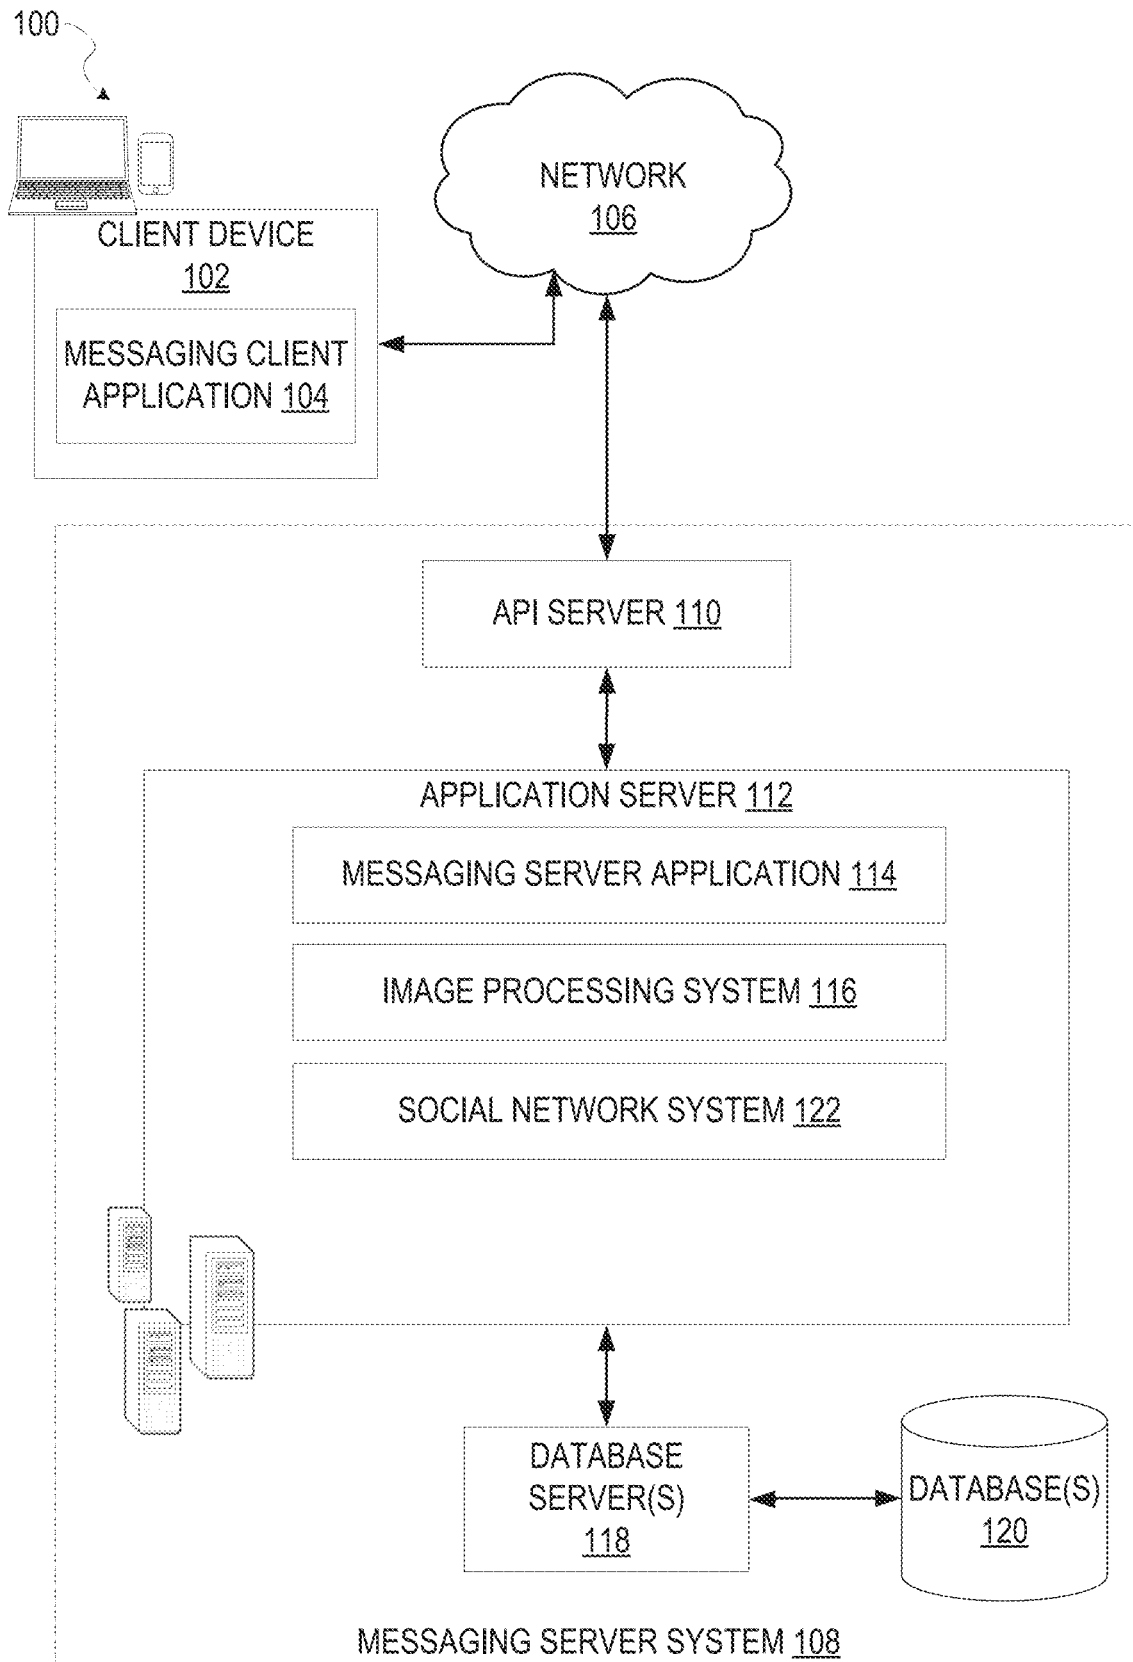 100
NETWORK
106
CLIENT DEVICE
102
MESSAGING CLIENT
APPLICATION 104
API SERVER 110
APPLICATION SERVER 112
MESSAGING SERVER APPLICATION 114
IMAGE PROCESSING SYSTEM 116
SOCIAL NETWORK SYSTEM 122
DATABASE
SERVER(S)
118
DATABASE(S)
120
MESSAGING SERVER SYSTEM 108